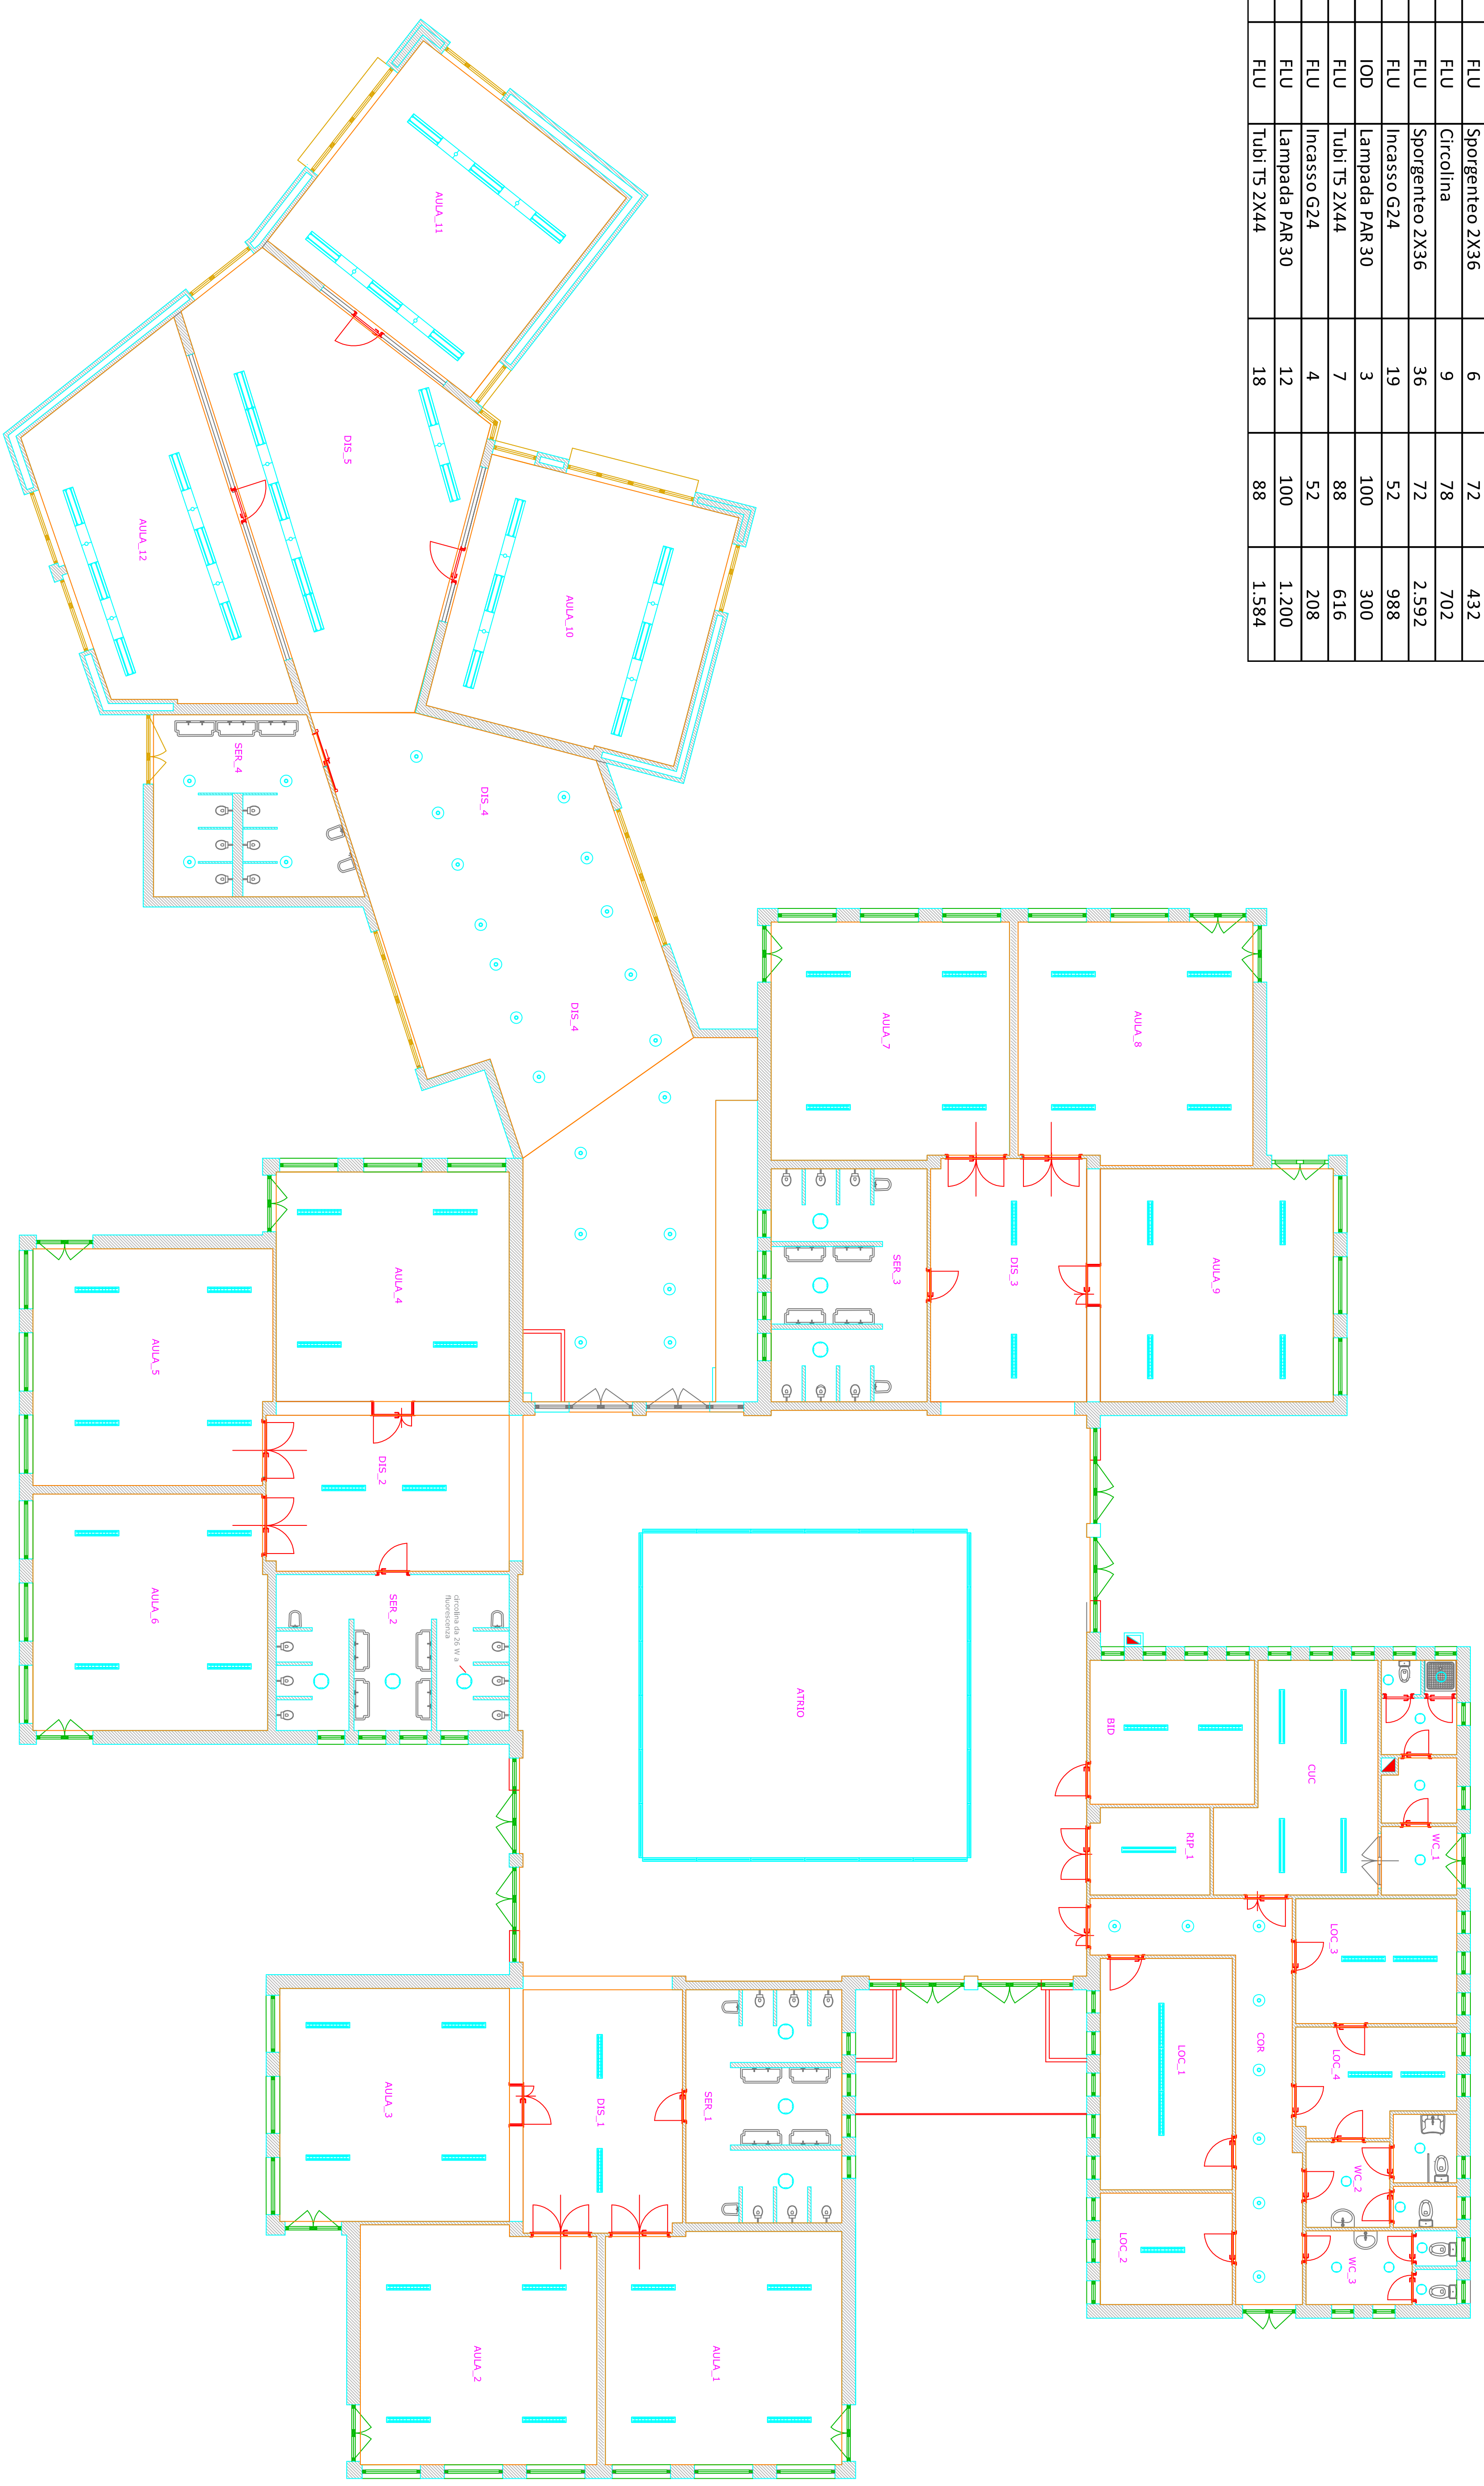 FLU Sporgenteo 2X36 6 72 432
FLU Circolina 9 78 702
FLU Sporgenteo 2X36 36 72 2.592
FLU Incasso G24 19 52 988
IOD Lampada PAR 30 3 100 300
FLU Tubi T5 2X44 7 88 616
FLU Incasso G24 4 52 208
FLU Lampada PAR 30 12 100 1.200
FLU Tubi T5 2X44 18 88 1.584
AULA_11
DIS_5
AULA_12
AULA_10
SER_4
DIS_4
DIS_4
AULA_7
AULA_8
SER_3
DIS_3
AULA_9
AULA_4
AULA_5
DIS_2
AULA_6
SER_2
circolina da 26 W a
fluorescenza
ATRIO
BID
CUC
RIP_1
WC_1
LOC_3
COR
LOC_1
LOC_4
WC_2
LOC_2
WC_3
AULA_3
DIS_1
SER_1
AULA_2
AULA_1